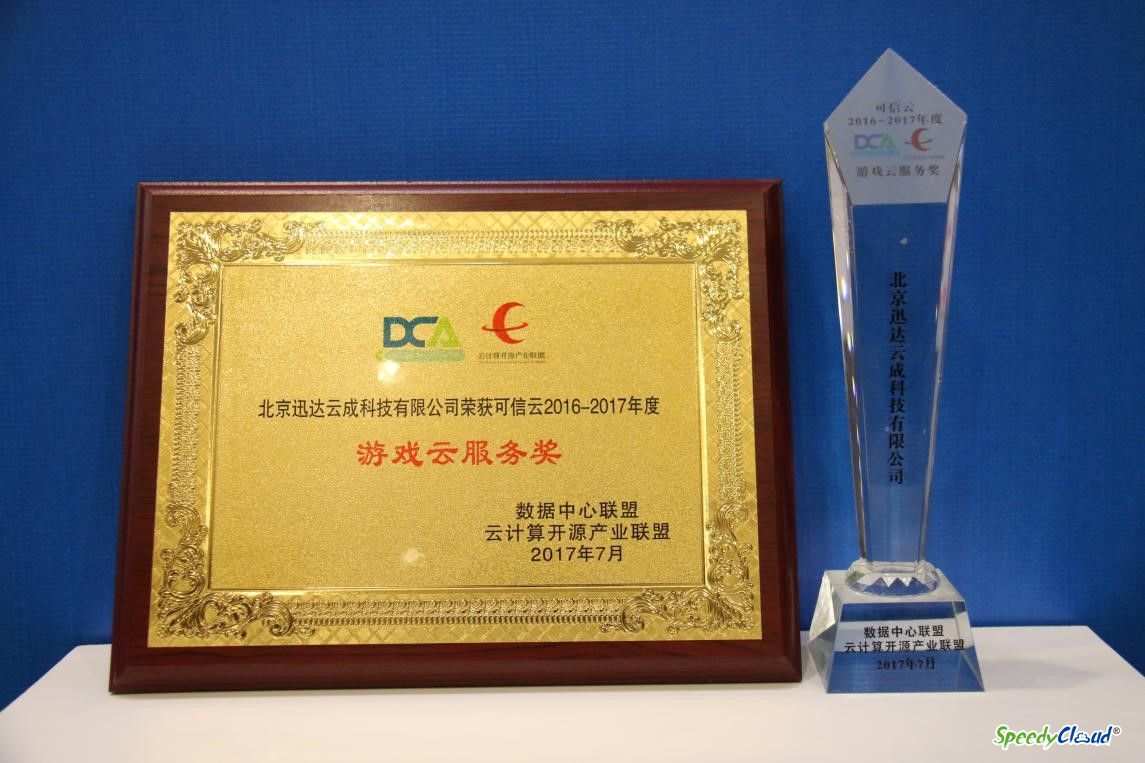 DCA
云计算开源产业联盟
北京迅达云成科技有限公司荣获可信云2016-2017年度
游戏云服务奖
数据中心联盟
云计算开源产业联盟
2017年7月
可信云
2016-2017年度
DCA
游戏云服务奖
北京迅达云成科技有限公司
数据中心联盟
云计算开源产业联盟
2017年7月
SpeedyCloud®